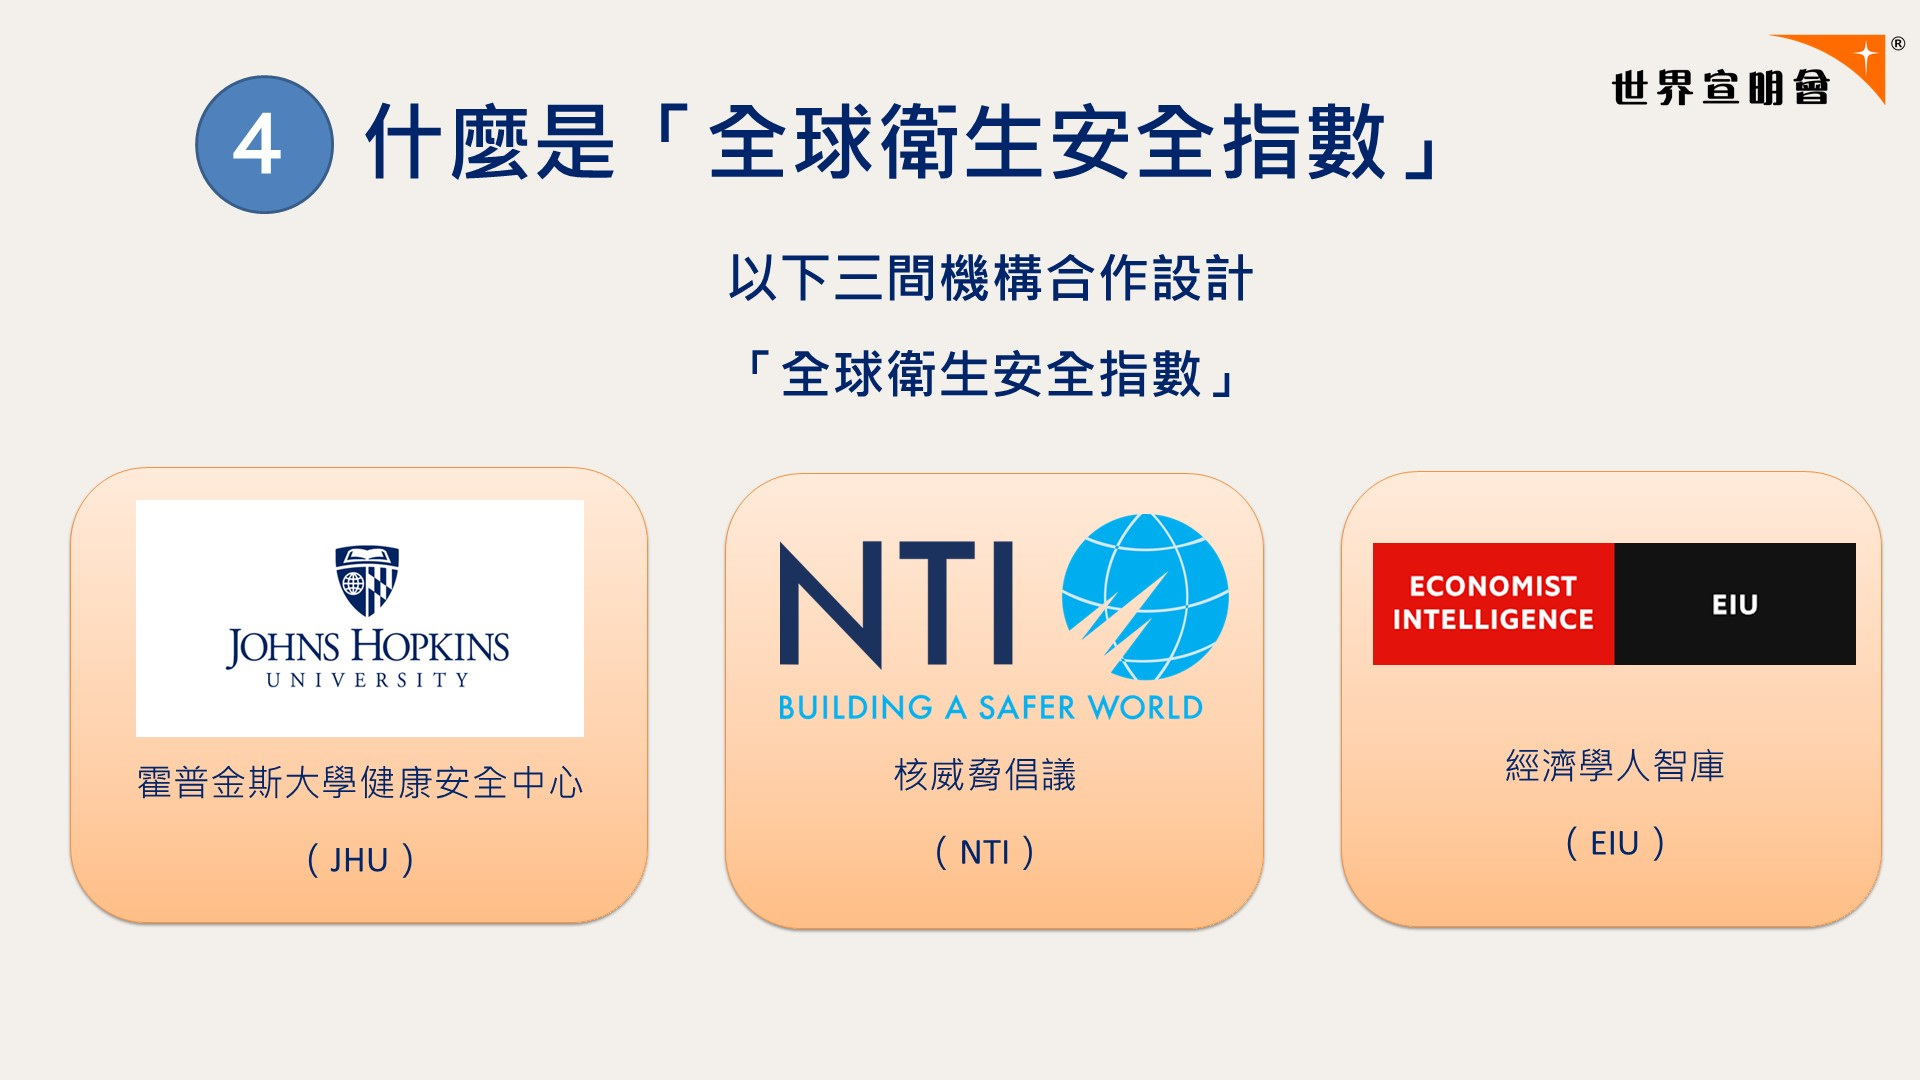 世界宣明會®
4 什麼是「全球衛生安全指數」
以下三間機構合作設計
「全球衛生安全指數」
JOHNS HOPKINS
UNIVERSITY
霍普金斯大學健康安全中心
（JHU）
NTI
BUILDING A SAFER WORLD
核威脅倡議
（NTI）
ECONOMIST
INTELLIGENCE
EIU
經濟學人智庫
（EIU）